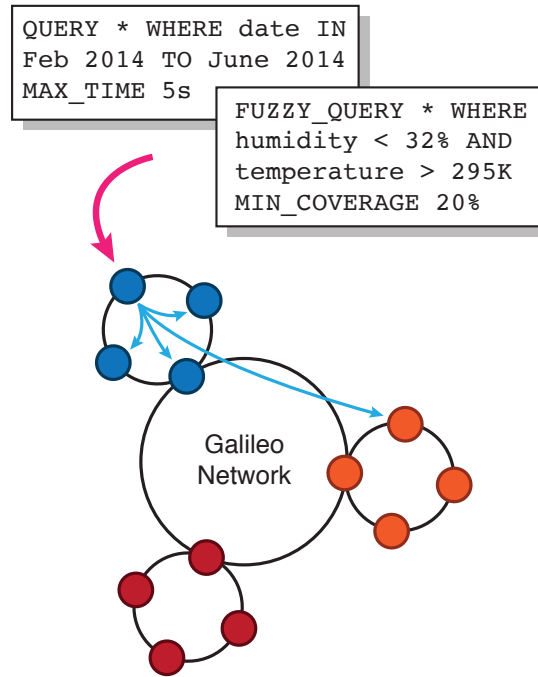 QUERY * WHERE date IN
Feb 2014 TO June 2014
MAX_TIME 5s
FUZZY_QUERY * WHERE
humidity < 32% AND
temperature > 295K
MIN_COVERAGE 20%
Galileo
Network